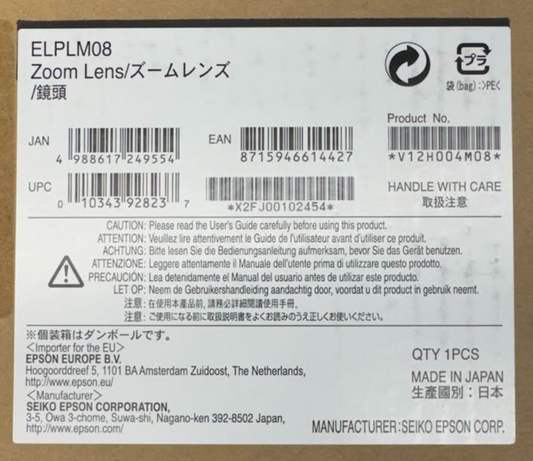 ELPLM08
Zoom Lens/ズームレンズ
/鏡頭
プラ
袋(bag):>PE<
Product No.
*V12H004M08*
JAN
4 988617 249554
EAN
8715946614427
UPC
0 10343 92823 7
*X2FJ00102454*
HANDLE WITH CARE
取扱注意
CAUTION: Please read the User's Guide carefully before using this product.
ATTENTION: Veuillez lire attentivement le Guide de l'utilisateur avant d'utiliser ce produit.
ACHTUNG: Bitte lesen Sie die Bedienungsanleitung aufmerksam, bevor Sie das Gerät benutzen.
ATTENZIONE: Leggere attentamente il Manuale dell'utente prima di utilizzare questo prodotto.
PRECAUCIÓN: Lea detenidamente el Manual del usuario antes de utilizar este producto.
LET OP: Neem de Gebruikershandleiding aandachtig door, voordat u dit product in gebruik neemt.
注意: 在使用本產品前, 請務必詳細閱讀使用手冊.
注意: ご使用になる前に取扱説明書をよくお読みのうえ正しくお使いください.
※個装箱はダンボールです。
<Importer for the EU>
EPSON EUROPE B.V.
Hoogoorddreef 5, 1101 BA Amsterdam Zuidoost, The Netherlands,
http://www.epson.eu/
<Manufacturer>
SEIKO EPSON CORPORATION,
3-5, Owa 3-chome, Suwa-shi, Nagano-ken 392-8502 Japan,
http://www.epson.com/
QTY 1PCS
MADE IN JAPAN
生產國別：日本
MANUFACTURER:SEIKO EPSON CORP.